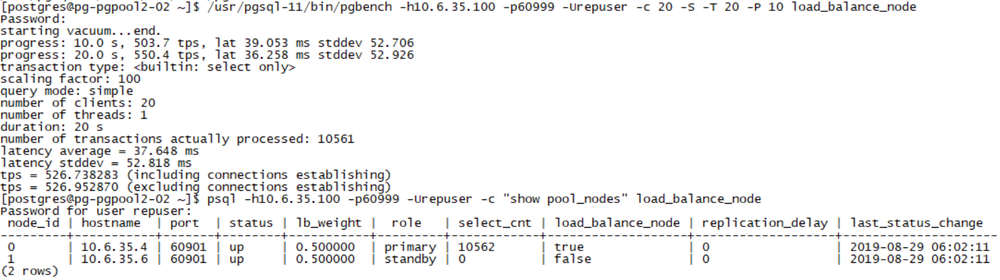 [postgres@pg-pgpool2-02 ~]$ /usr/pgsql-11/bin/pgbench -h10.6.35.100 -p60999 -Urepuser -c 20 -S -T 20 -P 10 load_balance_node
Password:
starting vacuum...end.
progress: 10.0 s, 503.7 tps, lat 39.053 ms stddev 52.706
progress: 20.0 s, 550.4 tps, lat 36.258 ms stddev 52.926
transaction type: <builtin: select only>
scaling factor: 100
query mode: simple
number of clients: 20
number of threads: 1
duration: 20 s
number of transactions actually processed: 10561
latency average = 37.648 ms
latency stddev = 52.818 ms
tps = 526.738283 (including connections establishing)
tps = 526.952870 (excluding connections establishing)
[postgres@pg-pgpool2-02 ~]$ psql -h10.6.35.100 -p60999 -Urepuser -c "show pool_nodes" load_balance_node
Password for user repuser:
 node_id | hostname  | port  | status | lb_weight |  role   | select_cnt | load_balance_node | replication_delay | last_status_change
---------+-----------+-------+--------+-----------+---------+------------+-------------------+-------------------+---------------------
 0       | 10.6.35.4 | 60901 | up     | 0.500000  | primary | 10562      | true              | 0                 | 2019-08-29 06:02:11
 1       | 10.6.35.6 | 60901 | up     | 0.500000  | standby | 0          | false             | 0                 | 2019-08-29 06:02:11
(2 rows)